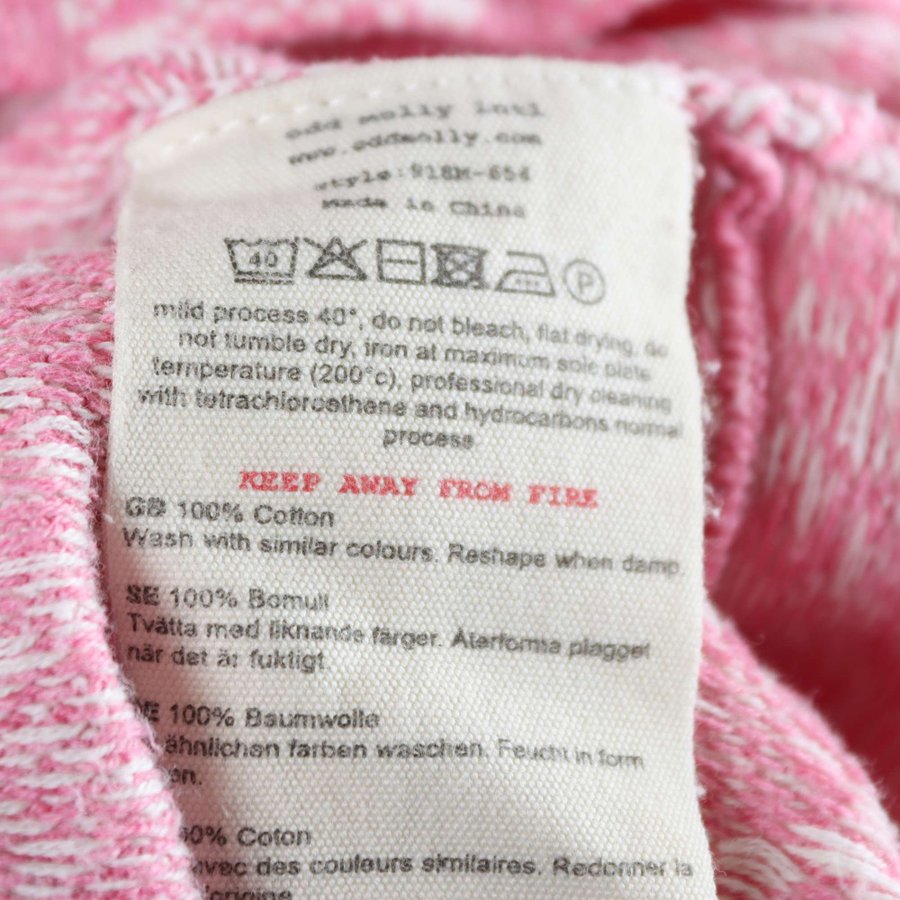 odd molly intl
www.oddmolly.com
style:918M-654
Made in China
40 P
mild process 40°, do not bleach, flat drying, do
not tumble dry, iron at maximum sole plate
temperature (200°c), professional dry cleaning
with tetrachloroethene and hydrocarbons normal
process
KEEP AWAY FROM FIRE
GB 100% Cotton
Wash with similar colours. Reshape when damp.
SE 100% Bomull
Tvätta med liknande färger. Återforma plagget
när det är fuktigt.
DE 100% Baumwolle
ähnlichen farben waschen. Feucht in form
en.
00% Coton
avec des couleurs similaires. Redonner la